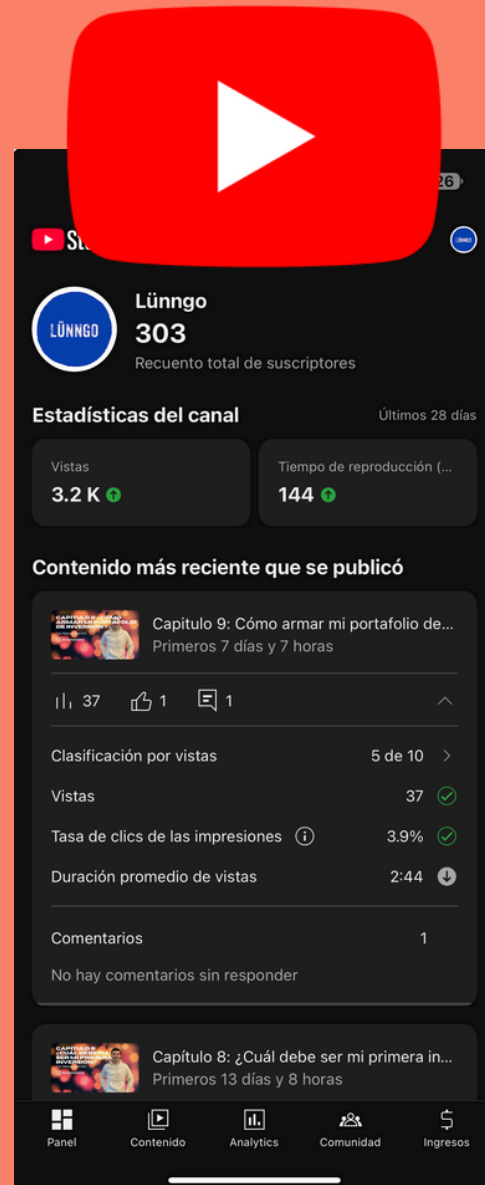 26
LÜNNGO
Lünngo
303
LÜNNGO
Recuento total de suscriptores
Estadísticas del canal
Últimos 28 días
Vistas
3.2 K
Tiempo de reproducción (...
144
Contenido más reciente que se publicó
Capitulo 9: Cómo armar mi portafolio de...
Primeros 7 días y 7 horas
37 1 1
Clasificación por vistas 5 de 10
Vistas 37
Tasa de clics de las impresiones 3.9%
Duración promedio de vistas 2:44
Comentarios 1
No hay comentarios sin responder
Capítulo 8: ¿Cuál debe ser mi primera in...
Primeros 13 días y 8 horas
Panel Contenido Analytics Comunidad Ingresos